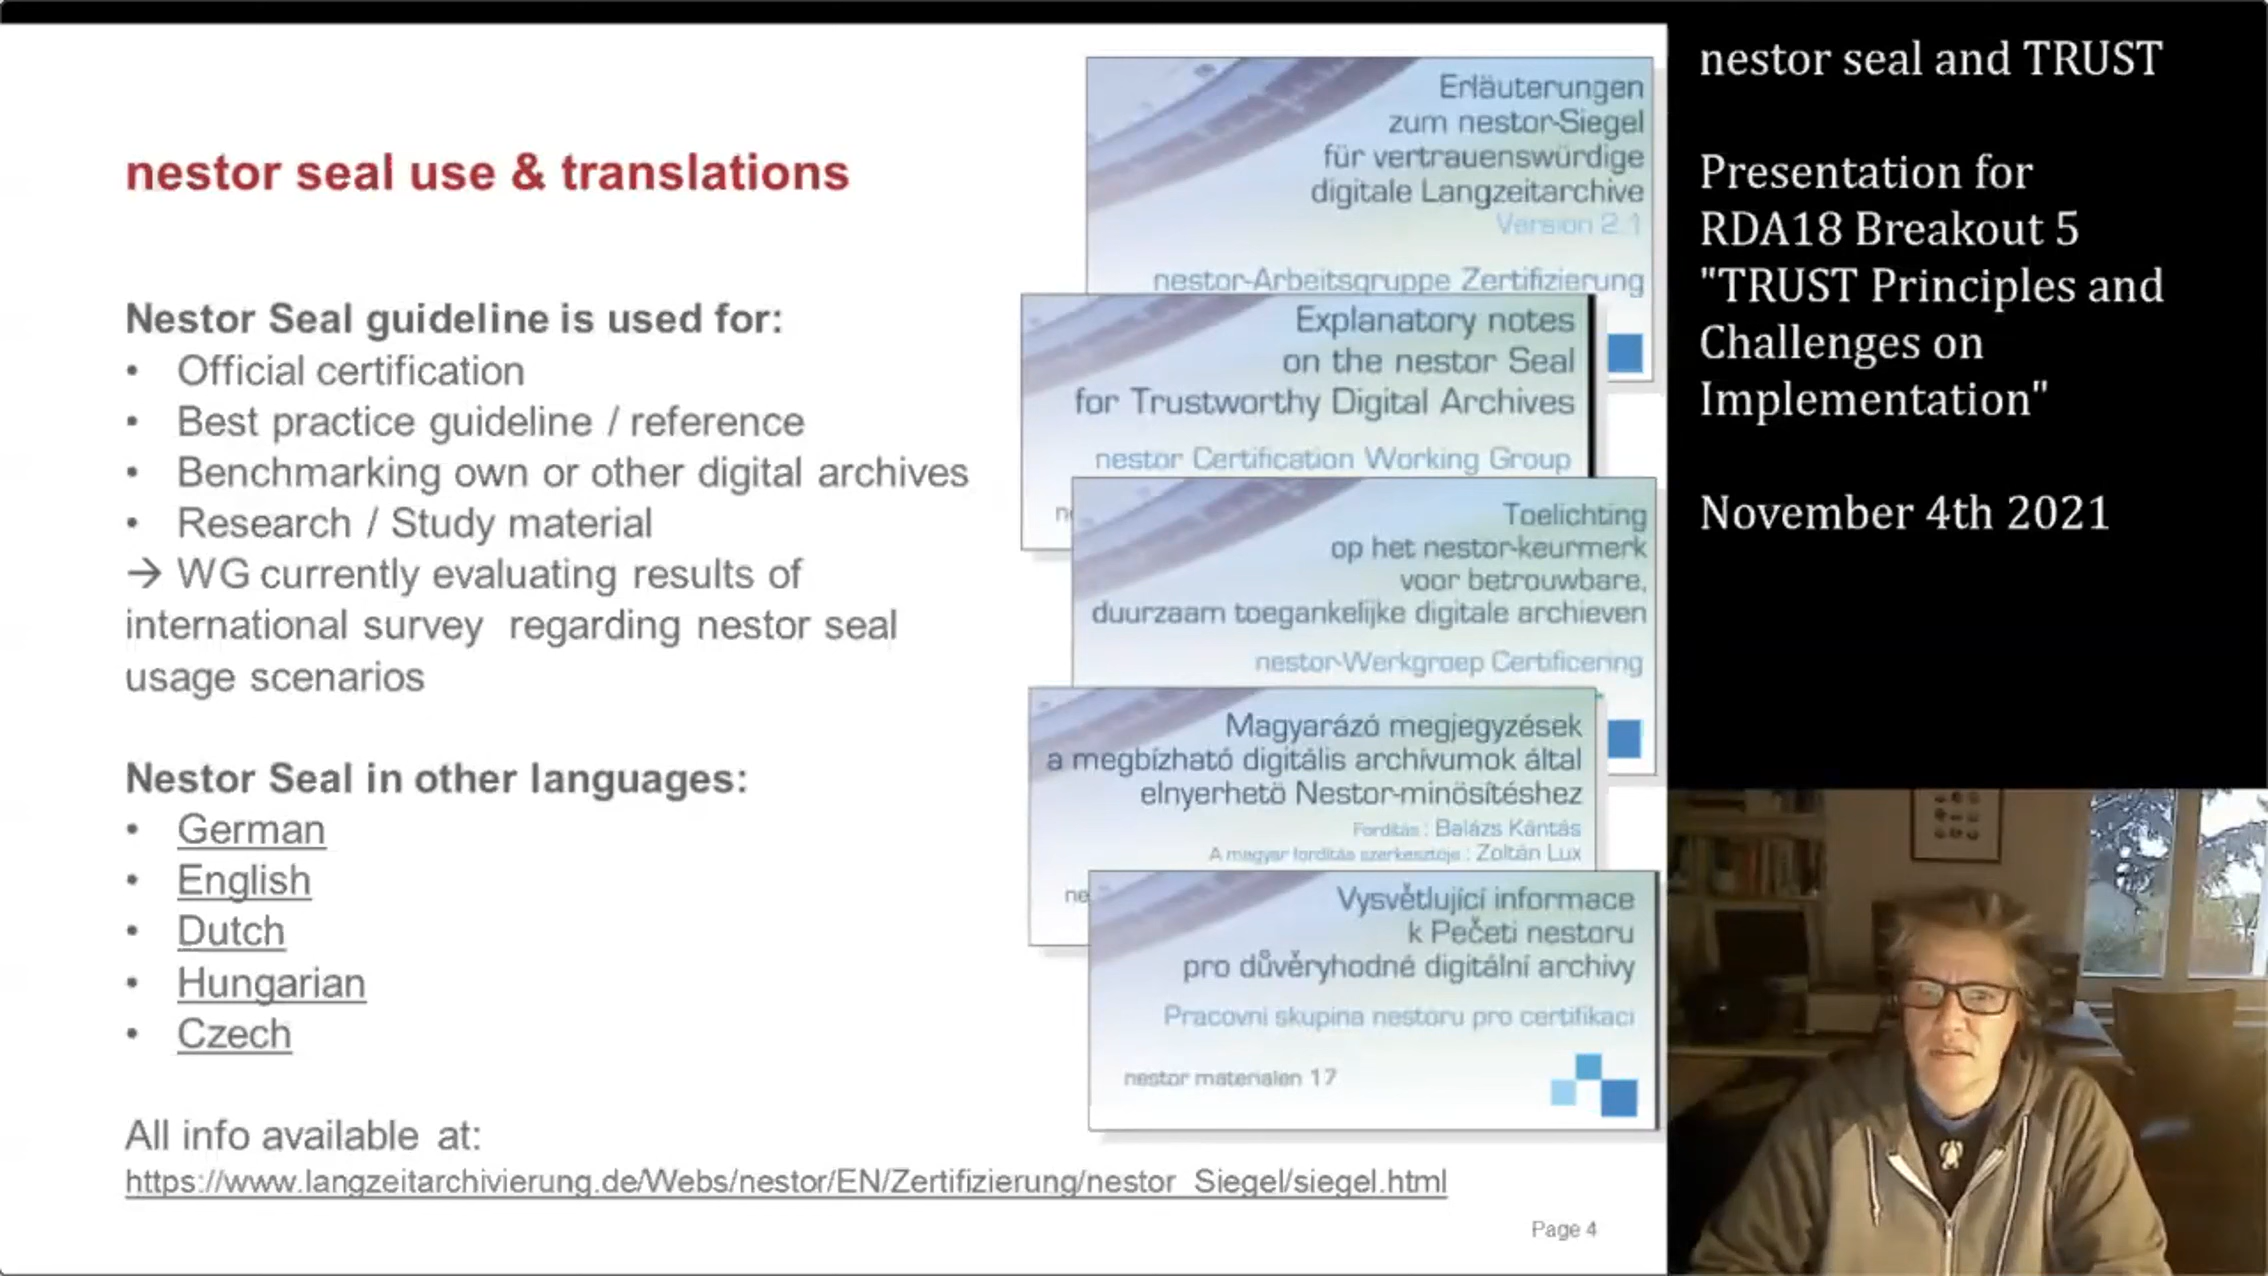 nestor seal use & translations
Nestor Seal guideline is used for:
• Official certification
• Best practice guideline / reference
• Benchmarking own or other digital archives
• Research / Study material
→ WG currently evaluating results of
international survey regarding nestor seal
usage scenarios
Nestor Seal in other languages:
• German
• English
• Dutch
• Hungarian
• Czech
All info available at:
https://www.langzeitarchivierung.de/Webs/nestor/EN/Zertifizierung/nestor_Siegel/siegel.html
Page 4
Erläuterungen
zum nestor-Siegel
für vertrauenswürdige
digitale Langzeitarchive
Version 2.1
nestor-Arbeitsgruppe Zertifizierung
Explanatory notes
on the nestor Seal
for Trustworthy Digital Archives
nestor Certification Working Group
Toelichting
op het nestor-keurmerk
voor betrouwbare,
duurzaam toegankelijke digitale archieven
nestor-Werkgroep Certificering
Magyarázó megjegyzések
a megbízható digitális archívumok által
elnyerhetö Nestor-minösítéshez
Fordítás : Balázs Kántás
A magyar fordítás szerkesztöje : Zoltán Lux
ne
Vysvětlující informace
k Pečeti nestoru
pro důvěryhodné digitální archivy
Pracovní skupina nestoru pro certifikaci
nestor materialen 17
nestor seal and TRUST
Presentation for
RDA18 Breakout 5
"TRUST Principles and
Challenges on
Implementation"
November 4th 2021